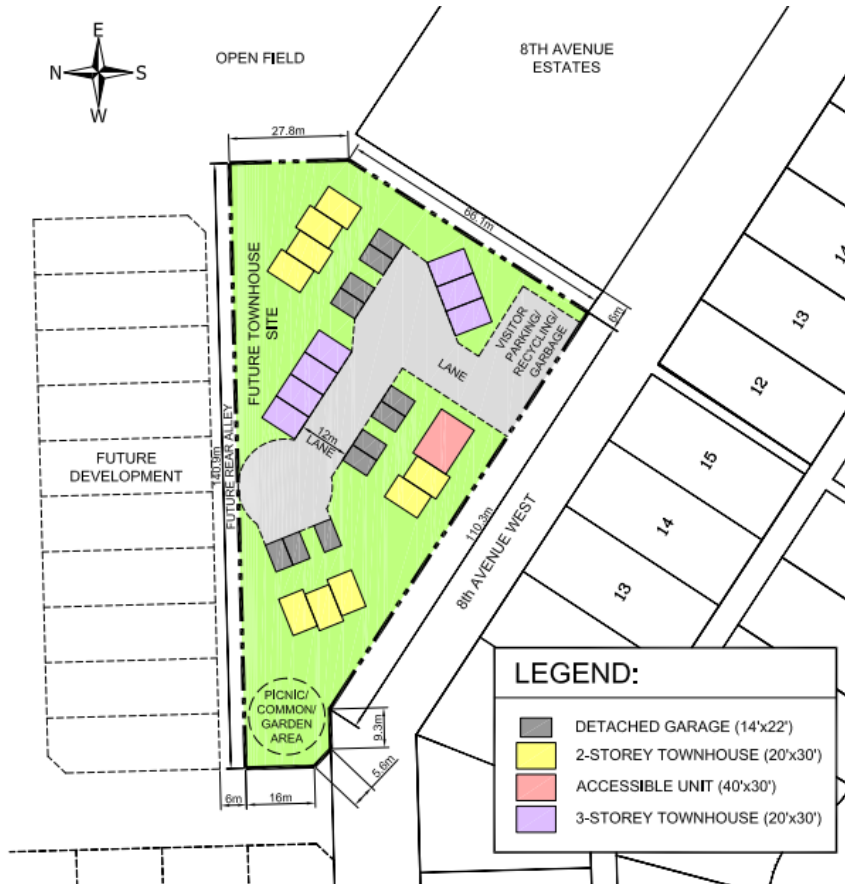 E
N
S
W
OPEN FIELD
8TH AVENUE
ESTATES
27.8m
66.1m
6m
14
13
12
FUTURE TOWNHOUSE
SITE
VISITOR
PARKING/
RECYCLING/
GARBAGE
LANE
12m
LANE
FUTURE REAR ALLEY
140.9m
FUTURE
DEVELOPMENT
15
14
13
110.3m
8th AVENUE WEST
PICNIC/
COMMON/
GARDEN
AREA
9.3m
5.6m
6m
16m
LEGEND:
DETACHED GARAGE (14'x22')
2-STOREY TOWNHOUSE (20'x30')
ACCESSIBLE UNIT (40'x30')
3-STOREY TOWNHOUSE (20'x30')